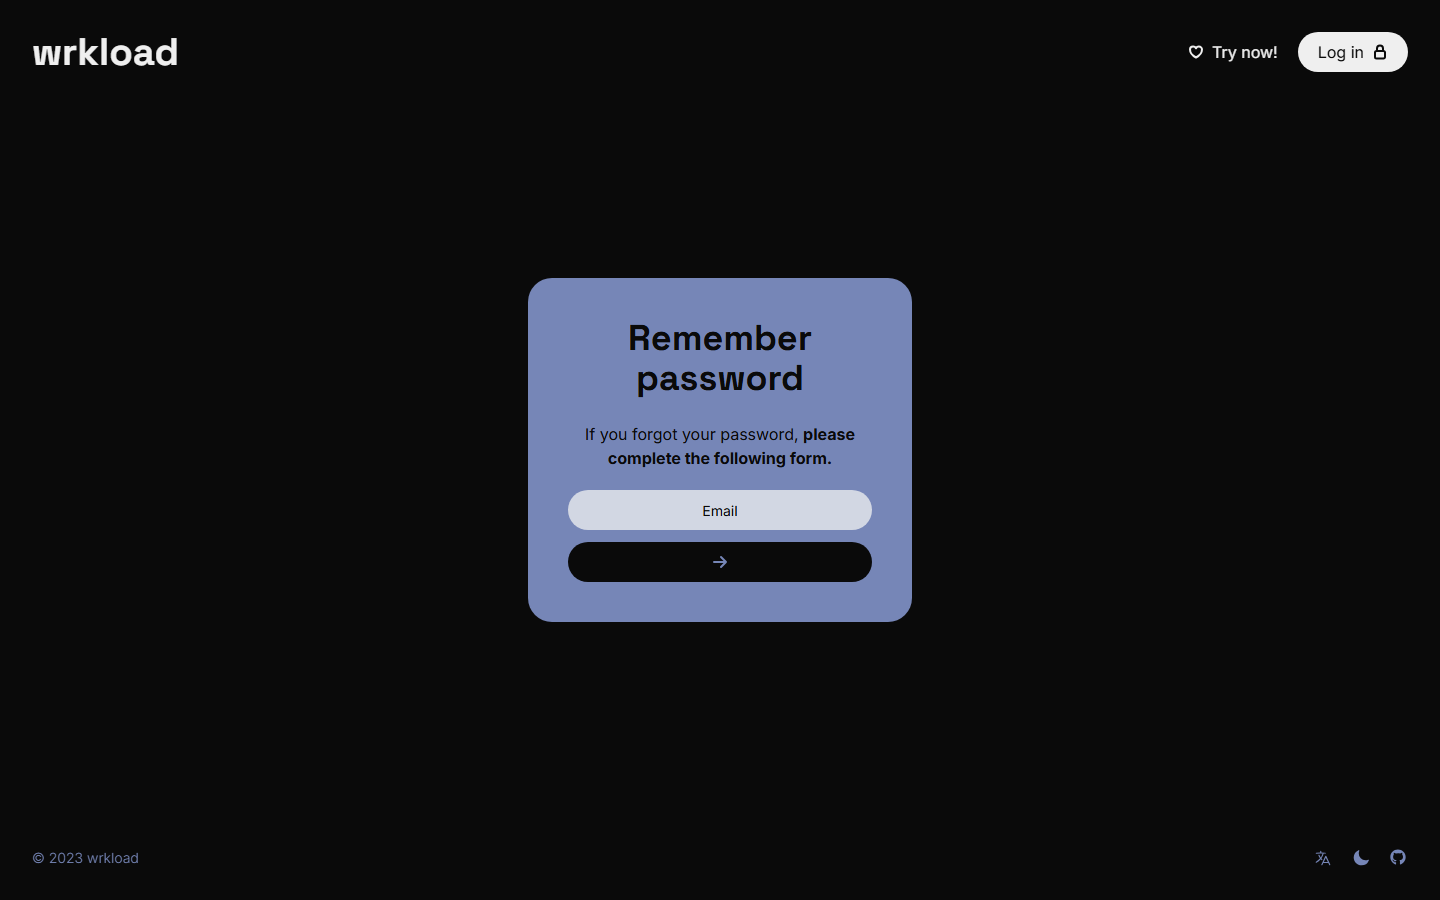 wrkload
Try now!
Log in
Remember
password
If you forgot your password, please
complete the following form.
Email
© 2023 wrkload